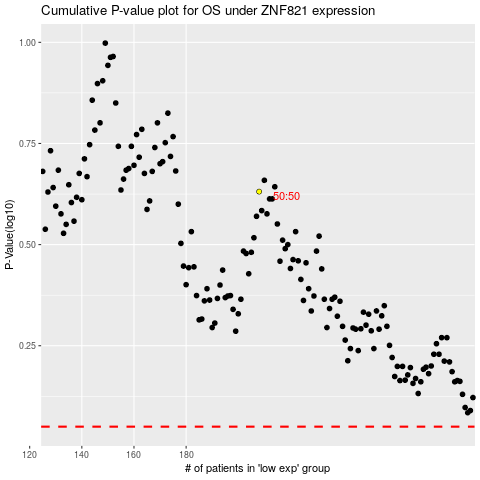 Cumulative P-value plot for OS under ZNF821 expression
P-Value(log10)
1.00
0.75
0.50
0.25
50:50
120 140 160 180
# of patients in 'low exp' group